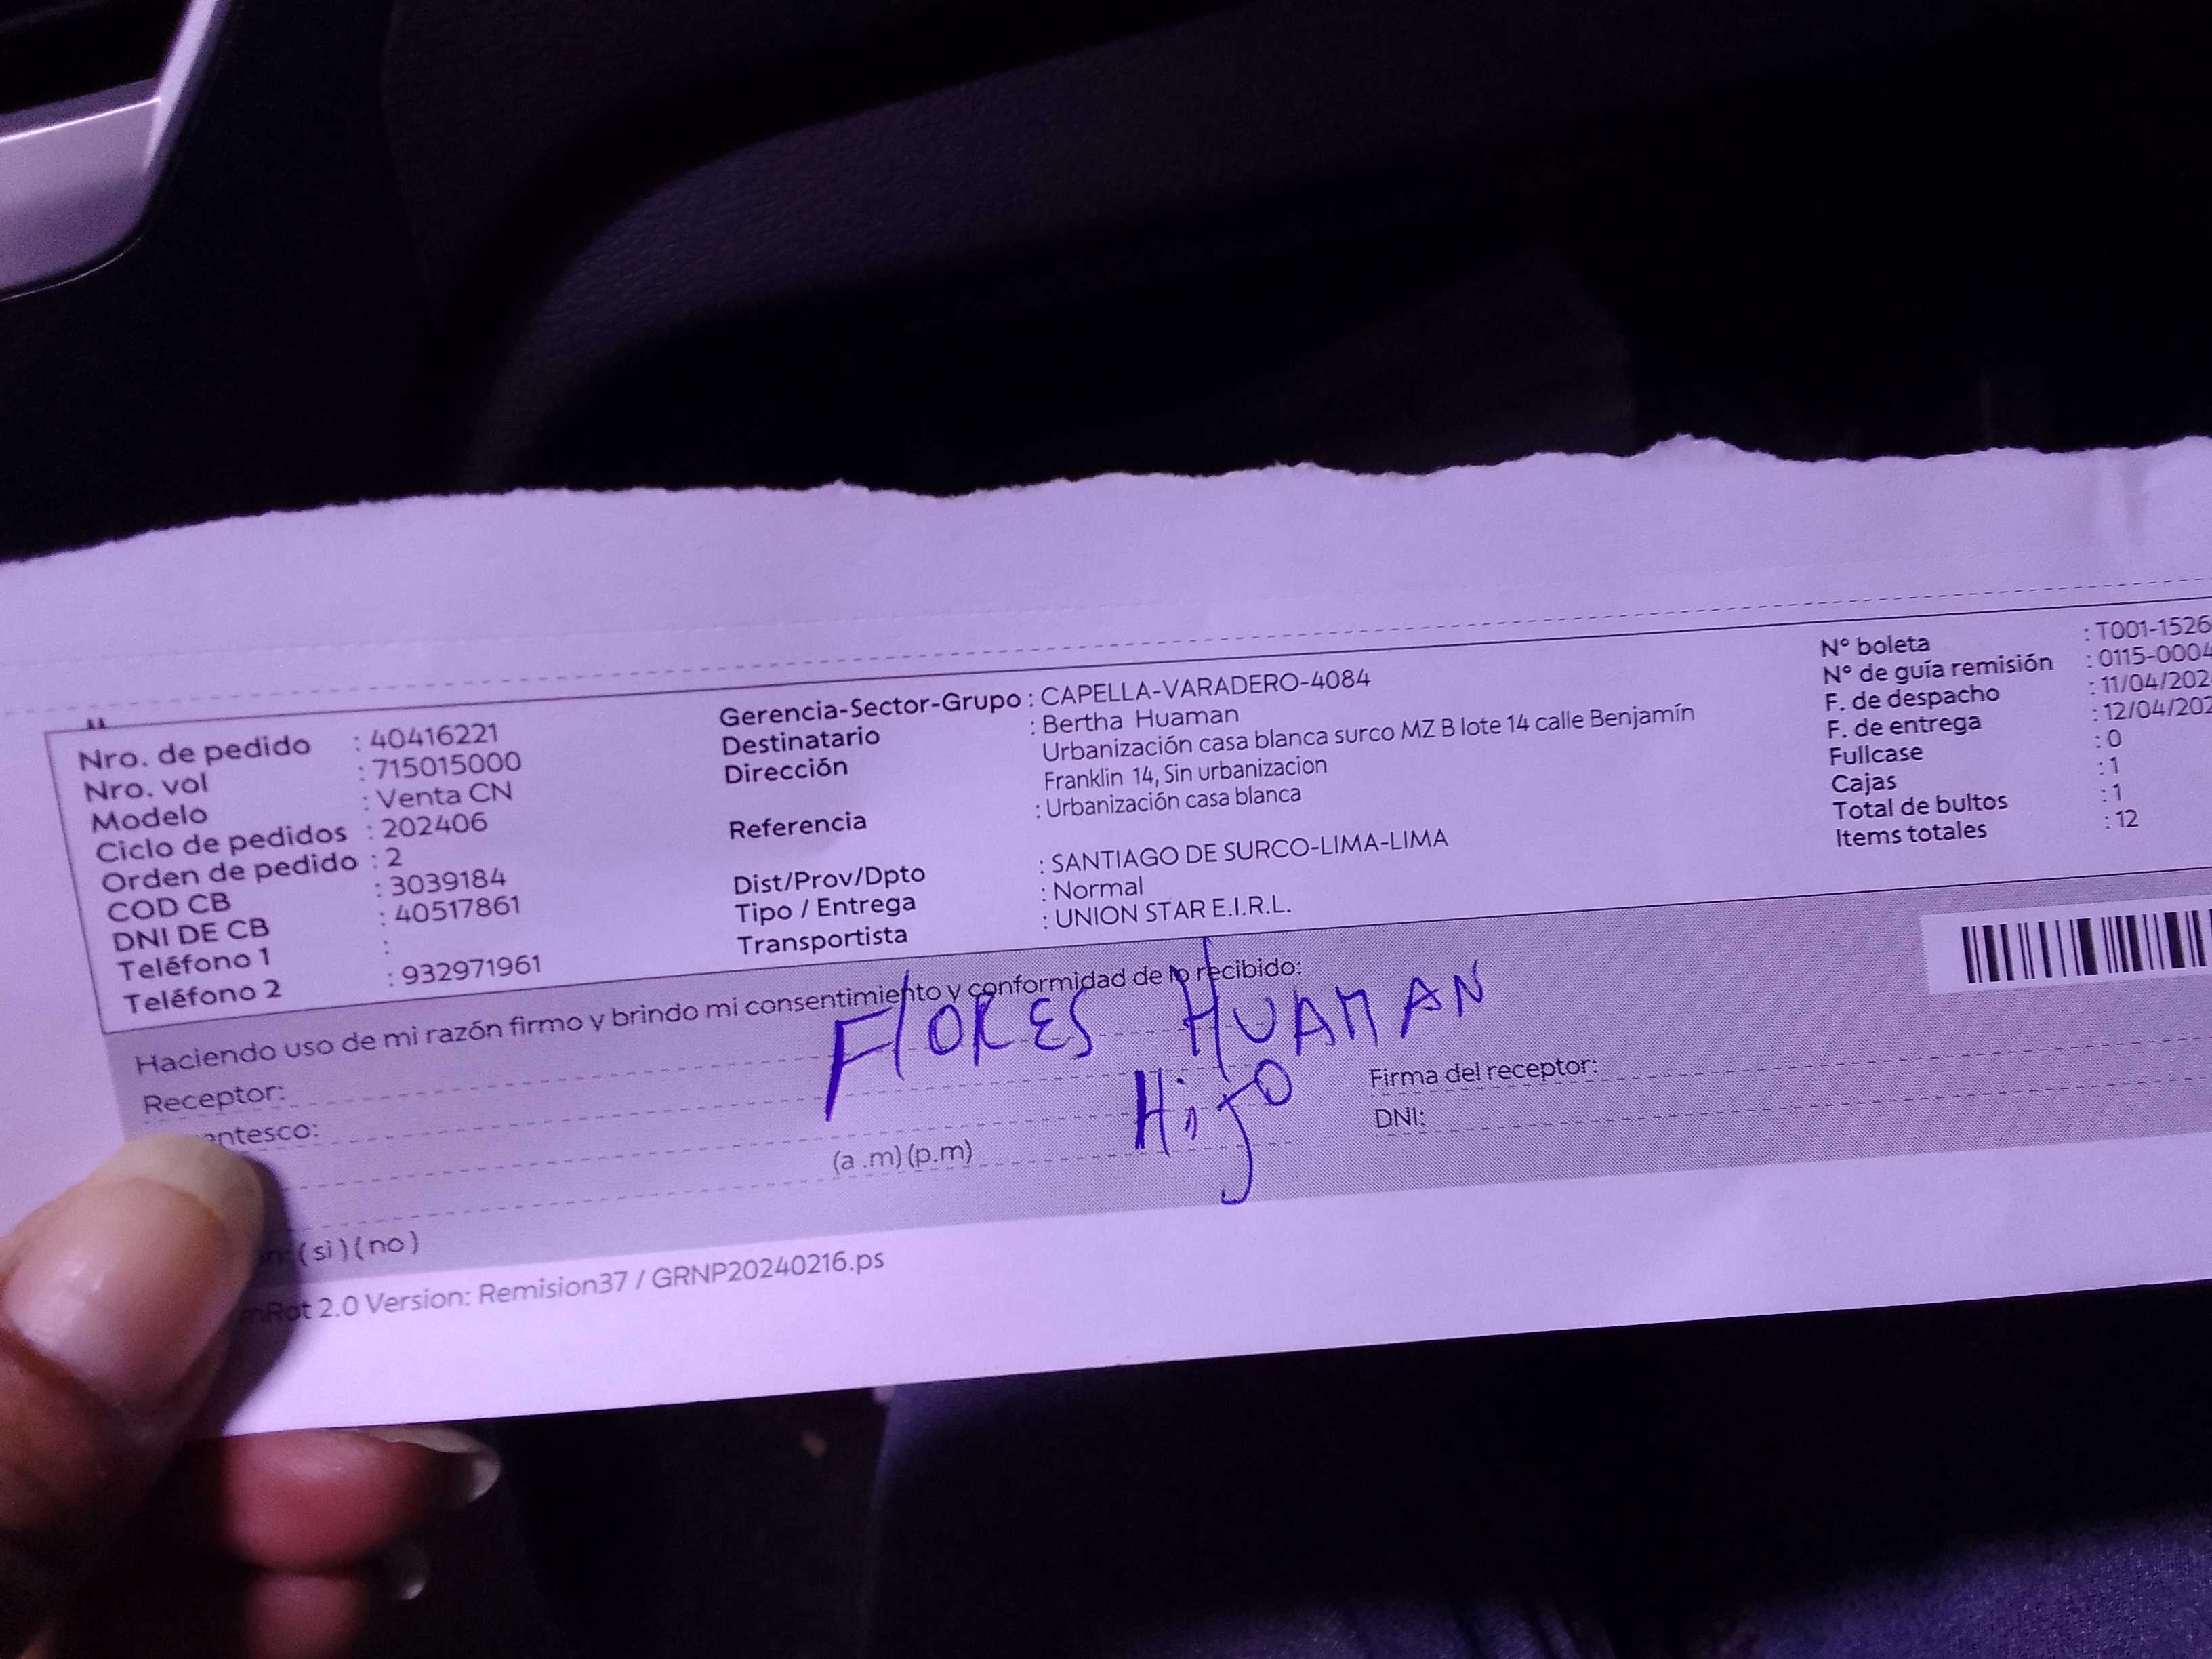 Nro. de pedido : 40416221
Nro. vol : 715015000
Modelo : Venta CN
Ciclo de pedidos : 202406
Orden de pedido : 2
COD CB : 3039184
DNI DE CB : 40517861
Teléfono 1 :
Teléfono 2 : 932971961
Gerencia-Sector-Grupo : CAPELLA-VARADERO-4084
Destinatario : Bertha Huaman
Dirección Urbanización casa blanca surco MZ B lote 14 calle Benjamín
Franklin 14, Sin urbanizacion
Referencia : Urbanización casa blanca
Dist/Prov/Dpto : SANTIAGO DE SURCO-LIMA-LIMA
Tipo / Entrega : Normal
Transportista : UNION STAR E.I.R.L.
N° boleta : T001-1526
N° de guía remisión : 0115-0004
F. de despacho : 11/04/202
F. de entrega : 12/04/202
Fullcase : 0
Cajas : 1
Total de bultos : 1
Items totales : 12
Haciendo uso de mi razón firmo y brindo mi consentimiento y conformidad de lo recibido:
Receptor: FlORES HUAMAN
entesco: Hijo
Firma del receptor:
(a .m) (p.m)
DNI:
(si) (no)
Rot 2.0 Version: Remision37 / GRNP20240216.ps